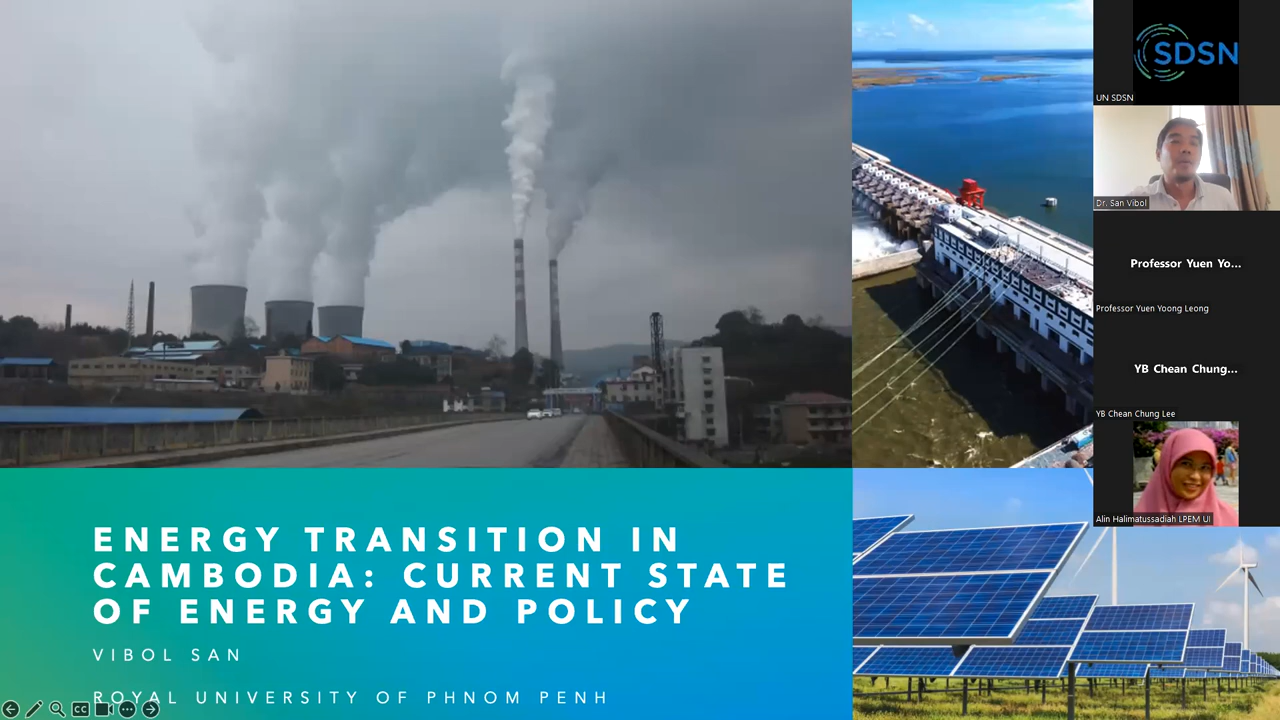 ENERGY TRANSITION IN
CAMBODIA: CURRENT STATE
OF ENERGY AND POLICY
VIBOL SAN
ROYAL UNIVERSITY OF PHNOM PENH
CC
SDSN
UN SDSN
Dr. San Vibol
Professor Yuen Yo...
Professor Yuen Yoong Leong
YB Chean Chung...
YB Chean Chung Lee
Alin Halimatussadiah LPEM UI